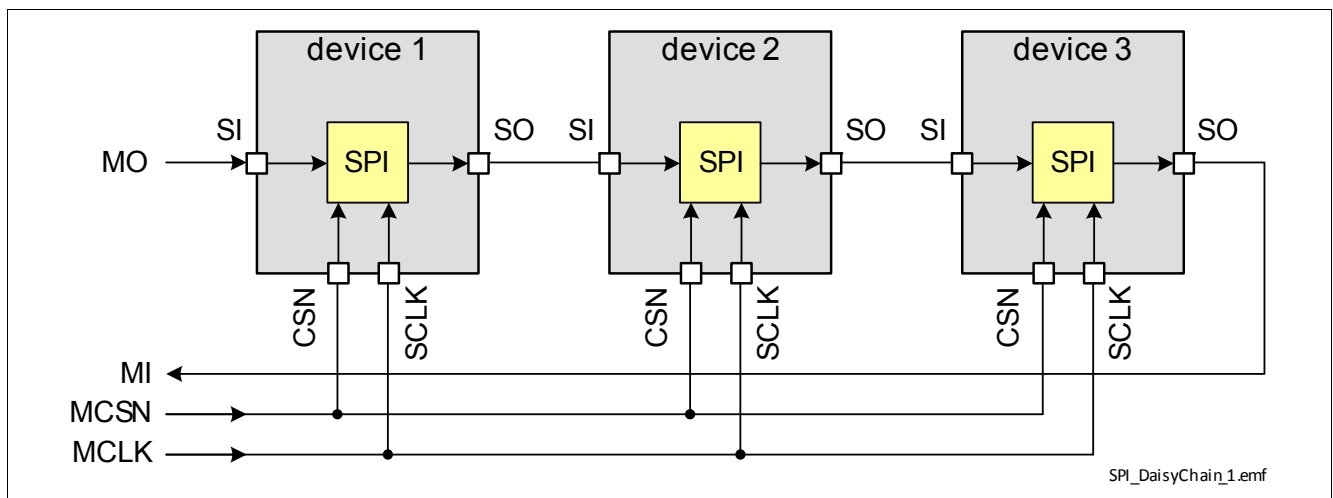 device 1 device 2 device 3
SI SO SI SO SI SO
MO SPI SPI SPI
CSN SCLK CSN SCLK CSN SCLK
MI
MCSN
MCLK
SPI_DaisyChain_1.emf